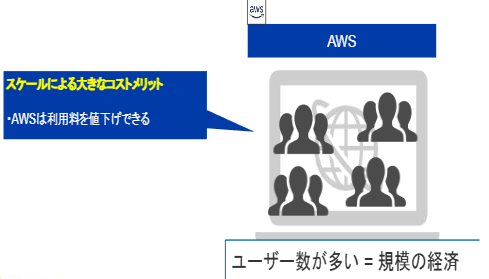 aws
AWS
スケールによる大きなコストメリット
・AWSは利用料を値下げできる
ユーザー数が多い = 規模の経済